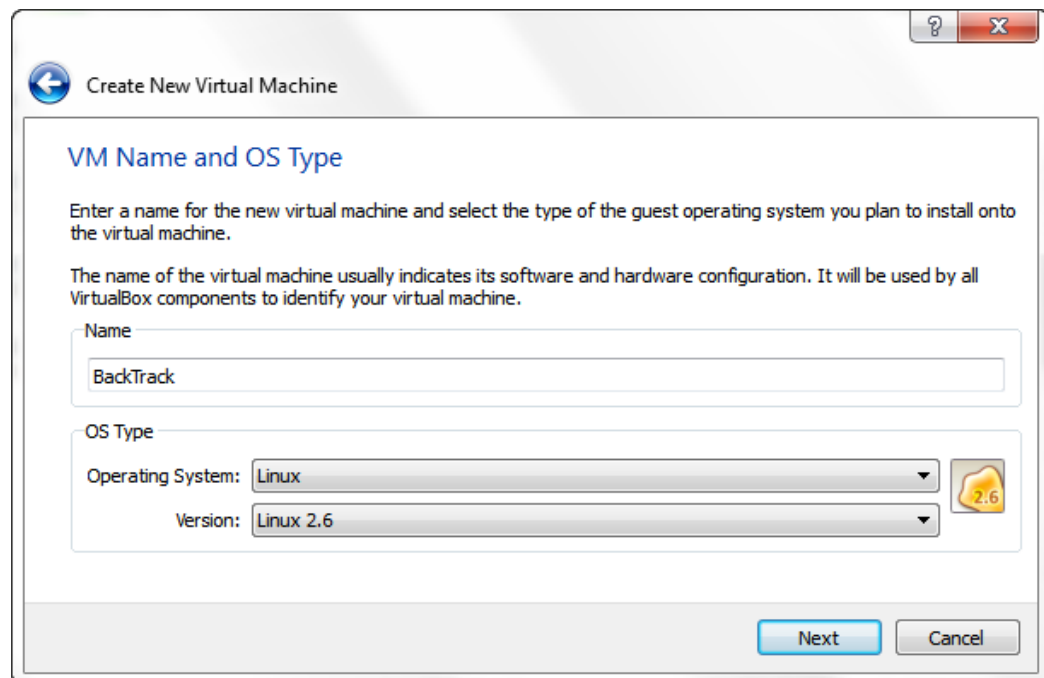 ?
X
Create New Virtual Machine
VM Name and OS Type
Enter a name for the new virtual machine and select the type of the guest operating system you plan to install onto
the virtual machine.
The name of the virtual machine usually indicates its software and hardware configuration. It will be used by all
VirtualBox components to identify your virtual machine.
Name
BackTrack
OS Type
Operating System: Linux
2.6
Version: Linux 2.6
Next Cancel